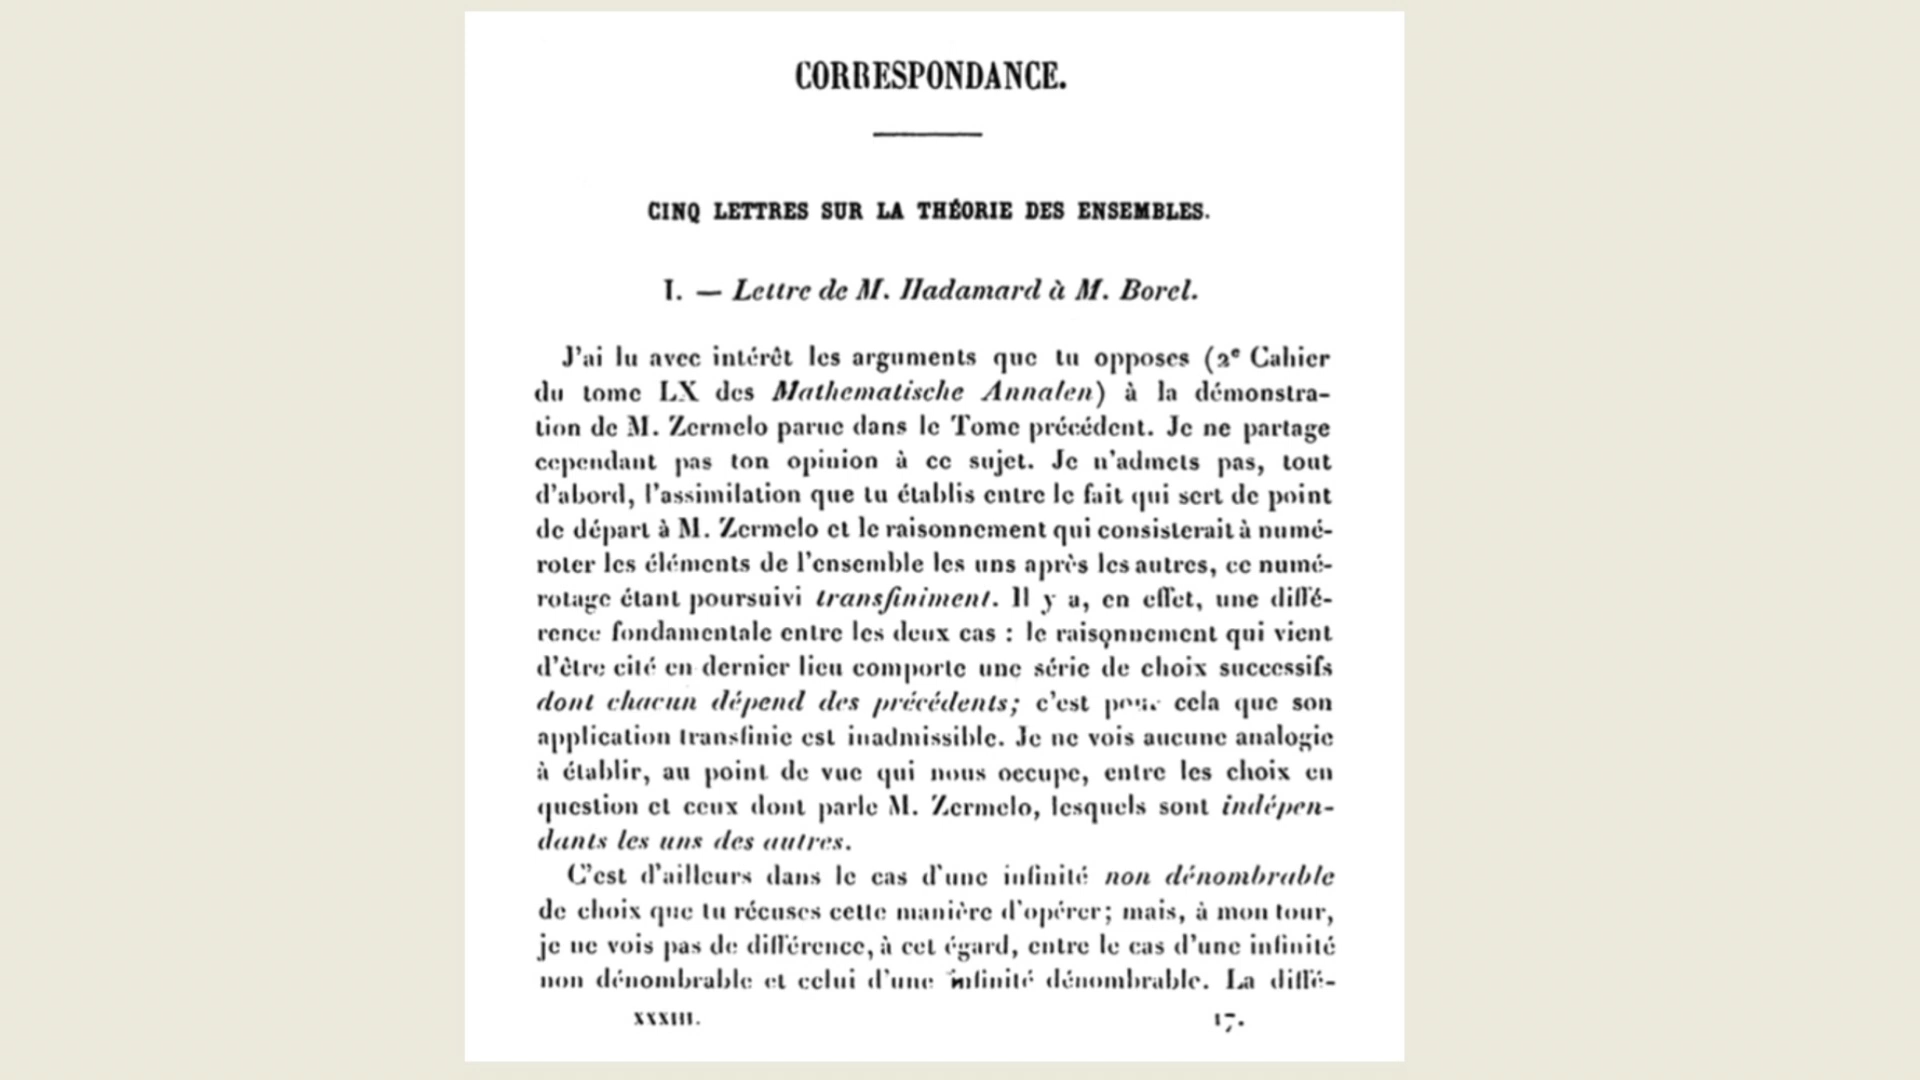 CORRESPONDANCE.
CINQ LETTRES SUR LA THÉORIE DES ENSEMBLES.
I. — Lettre de M. Hadamard à M. Borel.
J'ai lu avec intérêt les arguments que tu opposes (2e Cahier
du tome LX des Mathematische Annalen) à la démonstra-
tion de M. Zermelo parue dans le Tome précédent. Je ne partage
cependant pas ton opinion à ce sujet. Je n'admets pas, tout
d'abord, l'assimilation que tu établis entre le fait qui sert de point
de départ à M. Zermelo et le raisonnement qui consisterait à numé-
roter les éléments de l'ensemble les uns après les autres, ce numé-
rotage étant poursuivi transfiniment. Il y a, en effet, une diffé-
rence fondamentale entre les deux cas : le raisonnement qui vient
d'être cité en dernier lieu comporte une série de choix successifs
dont chacun dépend des précédents; c'est pour cela que son
application transfinie est inadmissible. Je ne vois aucune analogie
à établir, au point de vue qui nous occupe, entre les choix en
question et ceux dont parle M. Zermelo, lesquels sont indépen-
dants les uns des autres.
C'est d'ailleurs dans le cas d'une infinité non dénombrable
de choix que tu récuses cette manière d'opérer; mais, à mon tour,
je ne vois pas de différence, à cet égard, entre le cas d'une infinité
non dénombrable et celui d'une infinité dénombrable. La diffé-
XXXIII. 17.